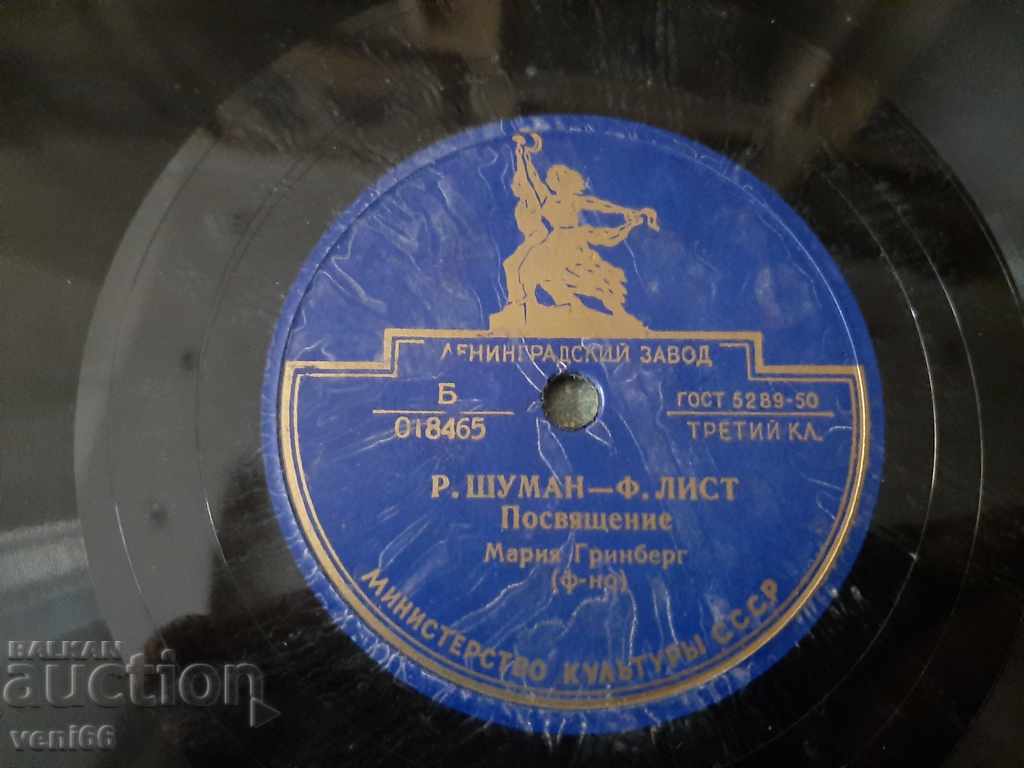 ЛЕНИНГРАДСКИЙ ЗАВОД
Б
018465
ГОСТ 5289-50
ТРЕТИЙ КЛ.
Р. ШУМАН—Ф. ЛИСТ
Посвящение
Мария Гринберг
(ф-но)
МИНИСТЕРСТВО КУЛЬТУРЫ СССР
BALKAN
auction
veni66